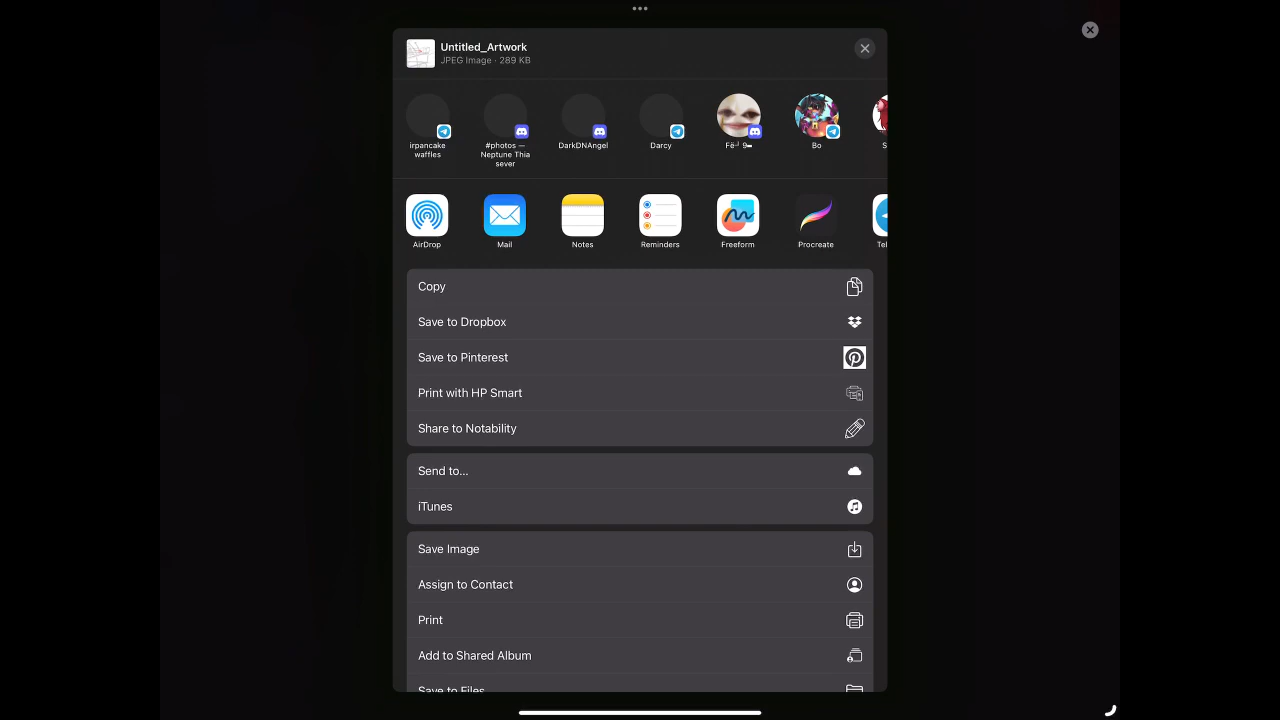 Untitled_Artwork
JPEG Image · 289 KB
irpancake
waffles
#photos —
Neptune Thia
sever
DarkDNAngel
Darcy
Bo
S
AirDrop
Mail
Notes
Reminders
Freeform
Procreate
Tel
Copy
Save to Dropbox
Save to Pinterest
Print with HP Smart
Share to Notability
Send to...
iTunes
Save Image
Assign to Contact
Print
Add to Shared Album
Save to Files